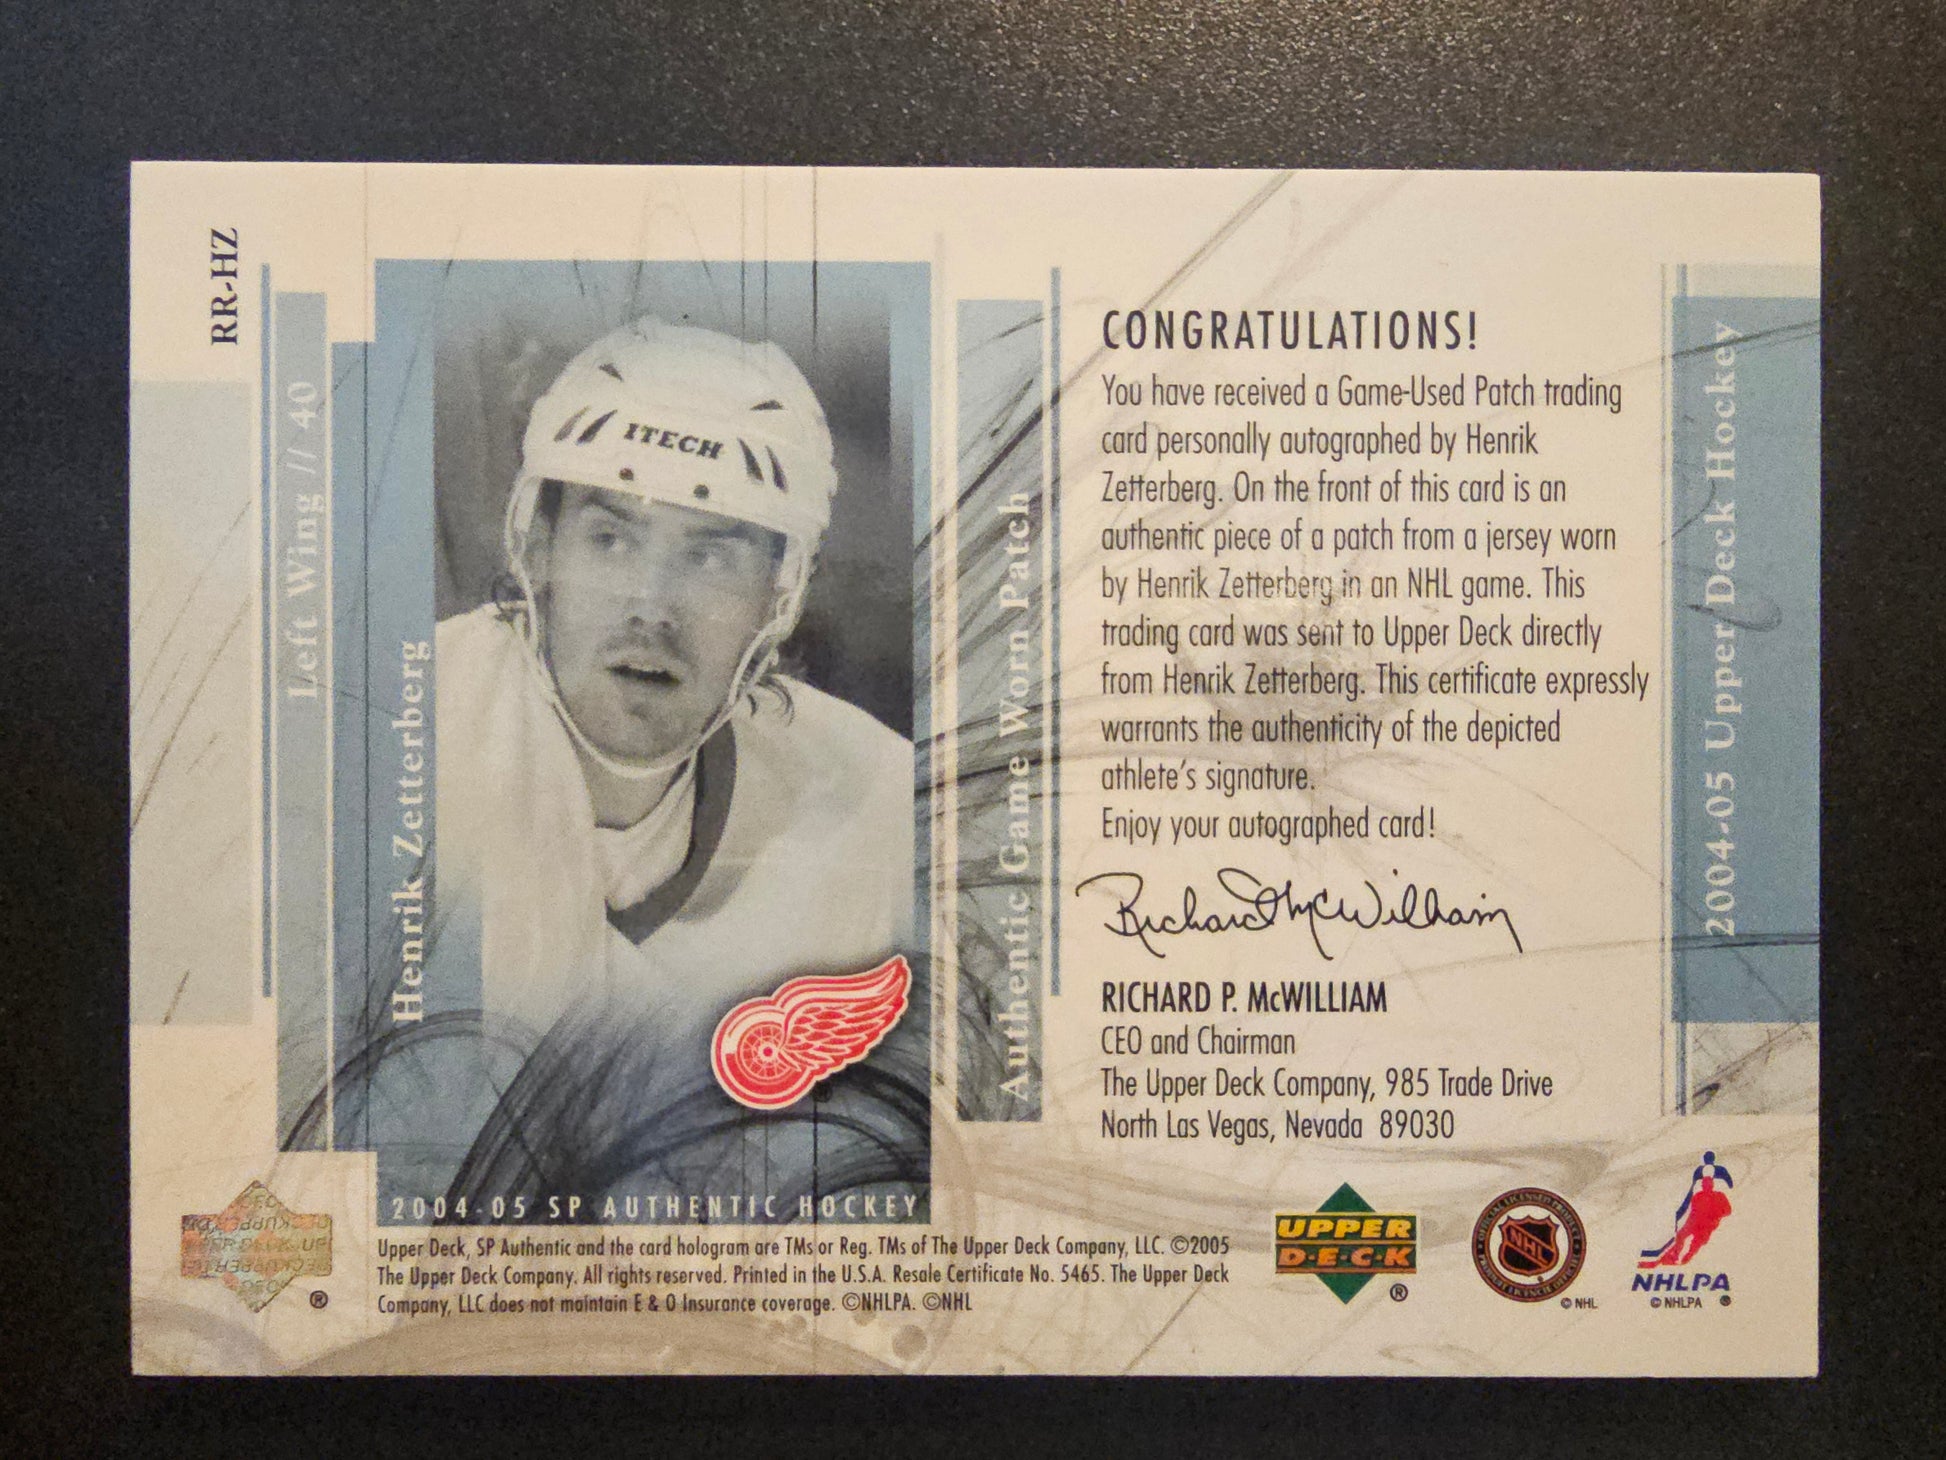 RR-HZ
Left Wing // 40
Henrik Zetterberg
ITECH
Authentic Game Worn Patch
2004-05 SP AUTHENTIC HOCKEY
CONGRATULATIONS!
You have received a Game-Used Patch trading
card personally autographed by Henrik
Zetterberg. On the front of this card is an
authentic piece of a patch from a jersey worn
by Henrik Zetterberg in an NHL game. This
trading card was sent to Upper Deck directly
from Henrik Zetterberg. This certificate expressly
warrants the authenticity of the depicted
athlete's signature.
Enjoy your autographed card!
Richard McWilliam
RICHARD P. McWILLIAM
CEO and Chairman
The Upper Deck Company, 985 Trade Drive
North Las Vegas, Nevada 89030
2004-05 Upper Deck Hockey
®
Upper Deck, SP Authentic and the card hologram are TMs or Reg. TMs of The Upper Deck Company, LLC. ©2005
The Upper Deck Company. All rights reserved. Printed in the U.S.A. Resale Certificate No. 5465. The Upper Deck
Company, LLC does not maintain E & O Insurance coverage. ©NHLPA. ©NHL
UPPER
D·E·C·K
®
NHL
© NHL
NHLPA
© NHLPA ®